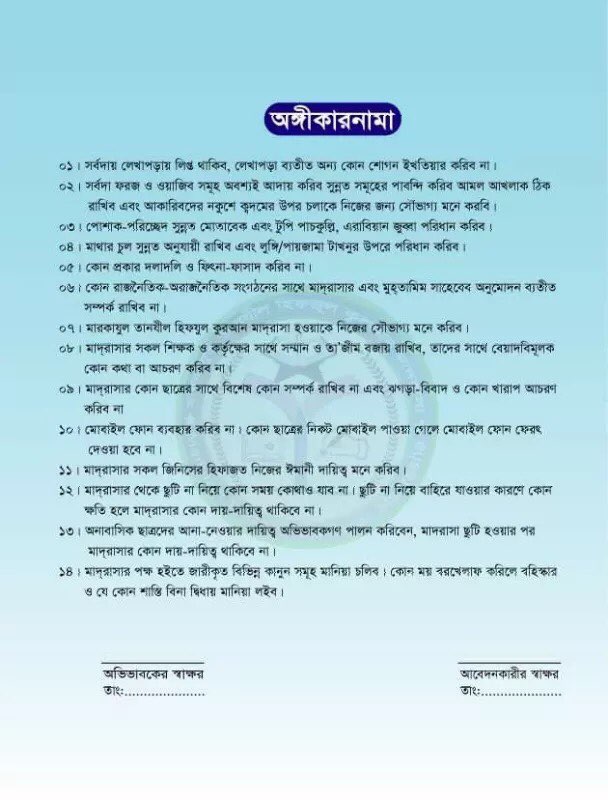 অঙ্গীকারনামা
০১। সর্বদায় লেখাপড়ায় লিপ্ত থাকিব, লেখাপড়া ব্যতীত অন্য কোন শোগন ইখতিয়ার করিব না।
০২। সর্বদা ফরজ ও ওয়াজিব সমূহ অবশ্যই আদায় করিব সুন্নত সমূহের পাবন্দি করিব আমল আখলাক ঠিক
রাখিব এবং আকারিবদের নকুশে ক্বদমের উপর চলাকে নিজের জন্য সৌভাগ্য মনে করবি।
০৩। পোশাক-পরিচ্ছেদ সুন্নত মোতাবেক এবং টুপি পাচকুল্লি, এরাবিয়ান জুব্বা পরিধান করিব।
০৪। মাথার চুল সুন্নত অনুযায়ী রাখিব এবং লুঙ্গি/পায়জামা টাখনুর উপরে পরিধান করিব।
০৫। কোন প্রকার দলাদলি ও ফিৎনা-ফাসাদ করিব না।
০৬। কোন রাজনৈতিক-অরাজনৈতিক সংগঠনের সাথে মাদ্‌রাসার এবং মুহ্‌তামিম সাহেবেব অনুমোদন ব্যতীত
সম্পর্ক রাখিব না।
০৭। মারকাযুল তানযীল হিফযুল কুরআন মাদ্‌রাসা হওয়াকে নিজের সৌভাগ্য মনে করিব।
০৮। মাদ্‌রাসার সকল শিক্ষক ও কর্তৃক্ষের সাথে সম্মান ও তা'জীম বজায় রাখিব, তাদের সাথে বেয়াদবিমূলক
কোন কথা বা আচরণ করিব না।
০৯। মাদ্‌রসার কোন ছাত্রের সাথে বিশেষ কোন সম্পর্ক রাখিব না এবং ঝগড়া-বিবাদ ও কোন খারাপ আচরণ
করিব না
১০। মোবাইল ফোন ব্যবহার করিব না। কোন ছাত্রের নিকট মোবাইল পাওয়া গেলে মোবাইল ফোন ফেরৎ
দেওয়া হবে না।
১১। মাদ্‌রাসার সকল জিনিসের হিফাজত নিজের ঈমানী দায়িত্ব মনে করিব।
১২। মাদ্‌রাসার থেকে ছুটি না নিয়ে কোন সময় কোথাও যাব না। ছুটি না নিয়ে বাহিরে যাওয়ার কারণে কোন
ক্ষতি হলে মাদ্‌রাসার কোন দায়-দায়িত্ব থাকিবে না।
১৩। অনাবাসিক ছাত্রদের আনা-নেওয়ার দায়িত্ব অভিভাবকগণ পালন করিবেন, মাদরাসা ছুটি হওয়ার পর
মাদ্‌রাসার কোন দায়-দায়িত্ব থাকিবে না।
১৪। মাদ্‌রাসার পক্ষ হইতে জারীকৃত বিভিন্ন কানুন সমূহ মানিয়া চলিব। কোন ময় বরখেলাফ করিলে বহিস্কার
ও যে কোন শাস্তি বিনা দ্বিধায় মানিয়া লইব।
অভিভাবকের স্বাক্ষর
তাং:.....................
আবেদনকারীর স্বাক্ষর
তাং:.....................